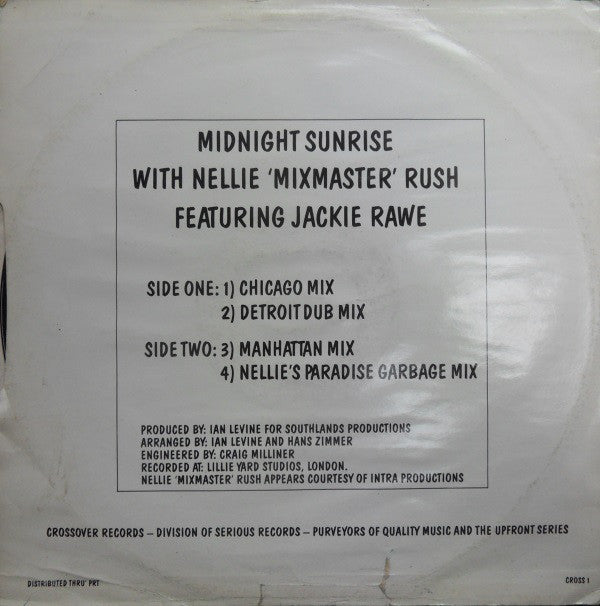 MIDNIGHT SUNRISE
WITH NELLIE 'MIXMASTER' RUSH
FEATURING JACKIE RAWE
SIDE ONE: 1) CHICAGO MIX
2) DETROIT DUB MIX
SIDE TWO: 3) MANHATTAN MIX
4) NELLIE'S PARADISE GARBAGE MIX
PRODUCED BY: IAN LEVINE FOR SOUTHLANDS PRODUCTIONS
ARRANGED BY: IAN LEVINE AND HANS ZIMMER
ENGINEERED BY: CRAIG MILLINER
RECORDED AT: LILLIE YARD STUDIOS, LONDON.
NELLIE 'MIXMASTER' RUSH APPEARS COURTESY OF INTRA PRODUCTIONS
CROSSOVER RECORDS – DIVISION OF SERIOUS RECORDS – PURVEYORS OF QUALITY MUSIC AND THE UPFRONT SERIES
DISTRIBUTED THRU' PRT CROSS 1